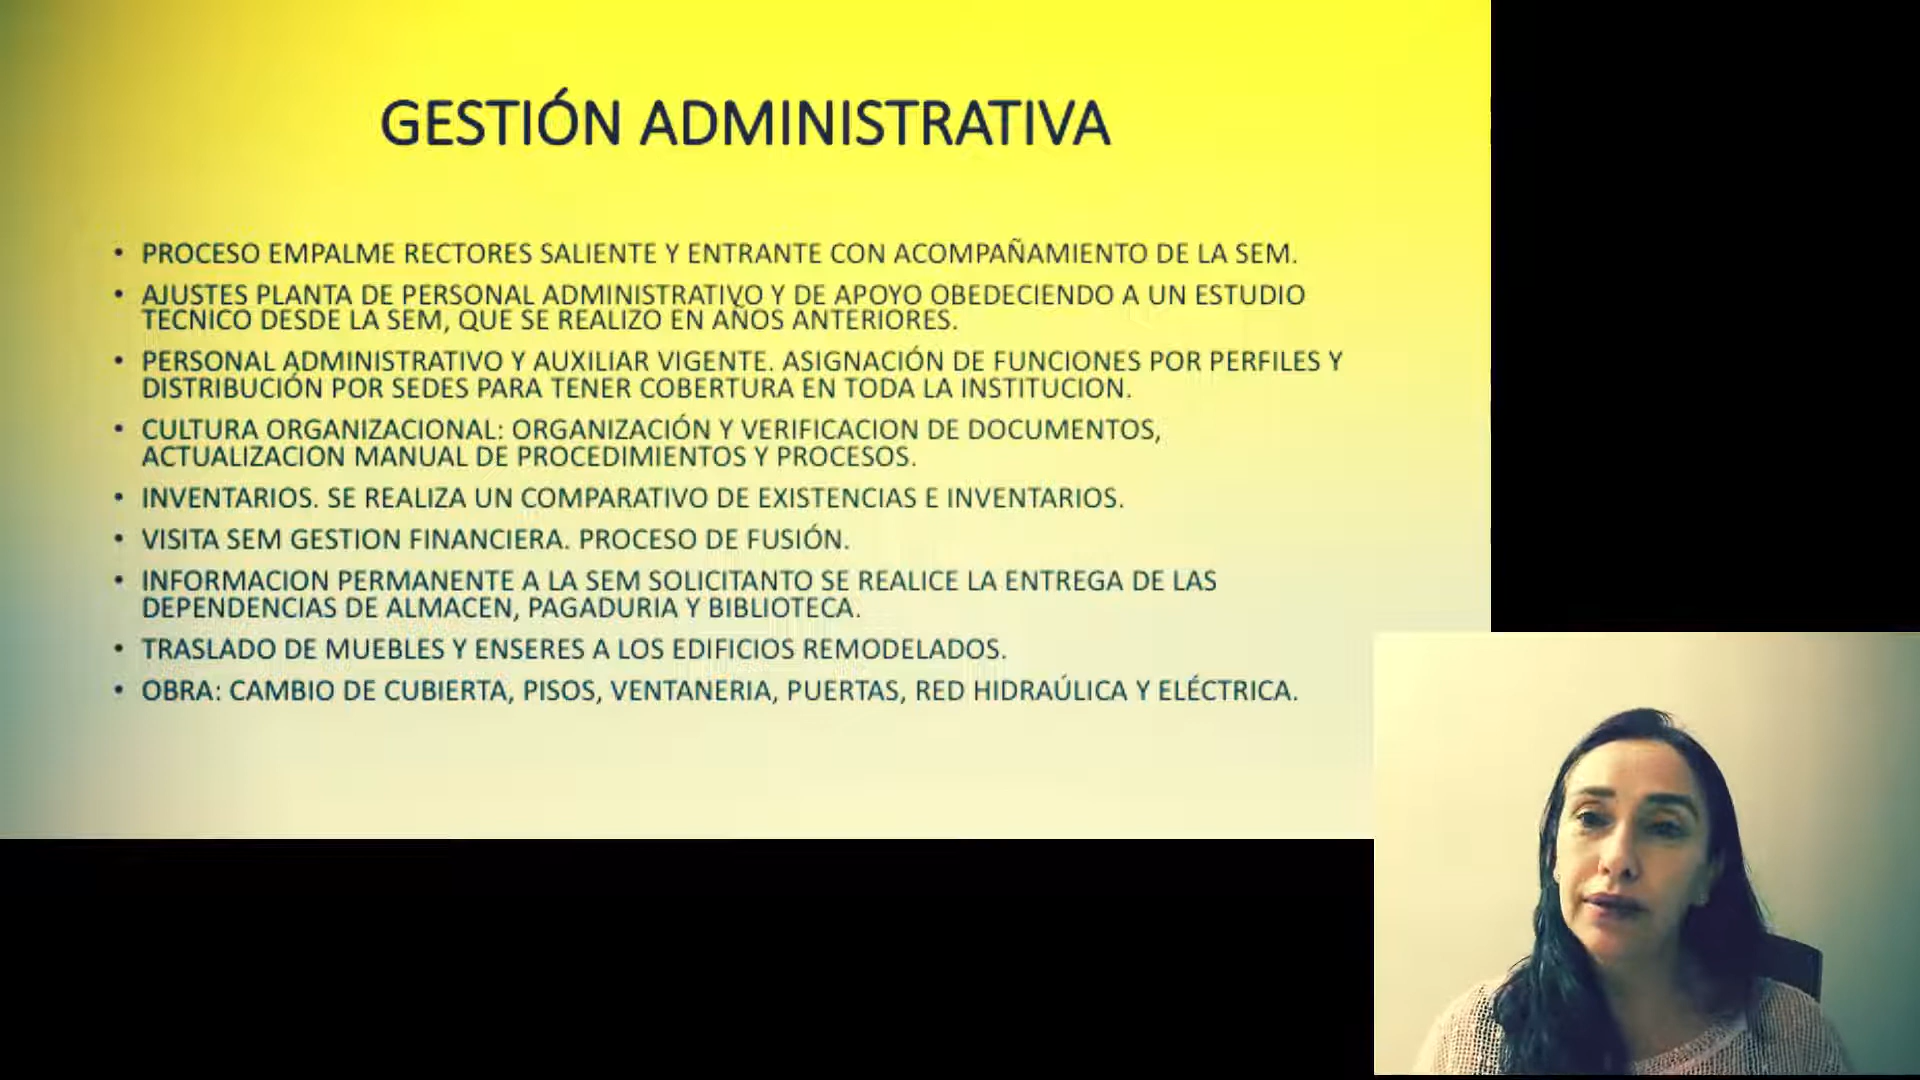 GESTIÓN ADMINISTRATIVA
• PROCESO EMPALME RECTORES SALIENTE Y ENTRANTE CON ACOMPAÑAMIENTO DE LA SEM.
• AJUSTES PLANTA DE PERSONAL ADMINISTRATIVO Y DE APOYO OBEDECIENDO A UN ESTUDIO
TECNICO DESDE LA SEM, QUE SE REALIZO EN AÑOS ANTERIORES.
• PERSONAL ADMINISTRATIVO Y AUXILIAR VIGENTE. ASIGNACIÓN DE FUNCIONES POR PERFILES Y
DISTRIBUCIÓN POR SEDES PARA TENER COBERTURA EN TODA LA INSTITUCION.
• CULTURA ORGANIZACIONAL: ORGANIZACIÓN Y VERIFICACION DE DOCUMENTOS,
ACTUALIZACION MANUAL DE PROCEDIMIENTOS Y PROCESOS.
• INVENTARIOS. SE REALIZA UN COMPARATIVO DE EXISTENCIAS E INVENTARIOS.
• VISITA SEM GESTION FINANCIERA. PROCESO DE FUSIÓN.
• INFORMACION PERMANENTE A LA SEM SOLICITANTO SE REALICE LA ENTREGA DE LAS
DEPENDENCIAS DE ALMACEN, PAGADURIA Y BIBLIOTECA.
• TRASLADO DE MUEBLES Y ENSERES A LOS EDIFICIOS REMODELADOS.
• OBRA: CAMBIO DE CUBIERTA, PISOS, VENTANERIA, PUERTAS, RED HIDRAÚLICA Y ELÉCTRICA.